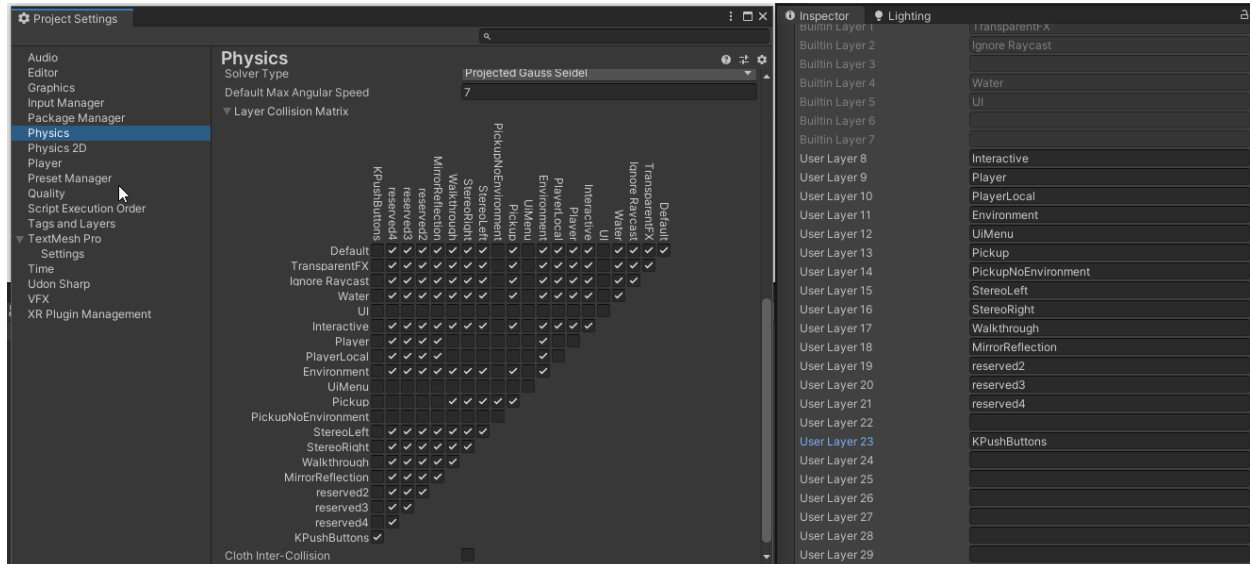 Project Settings
Audio
Editor
Graphics
Input Manager
Package Manager
Physics
Physics 2D
Player
Preset Manager
Quality
Script Execution Order
Tags and Layers
TextMesh Pro
Settings
Time
Udon Sharp
VFX
XR Plugin Management
Physics
Solver Type Projected Gauss Seidel
Default Max Angular Speed 7
Layer Collision Matrix
KPushButtons
reserved4
reserved3
reserved2
MirrorReflection
Walkthrough
StereoRight
StereoLeft
PickupNoEnvironment
Pickup
UiMenu
Environment
PlayerLocal
Player
Interactive
UI
Water
Ignore Raycast
TransparentFX
Default
Default
TransparentFX
Ignore Raycast
Water
UI
Interactive
Player
PlayerLocal
Environment
UiMenu
Pickup
PickupNoEnvironment
StereoLeft
StereoRight
Walkthrough
MirrorReflection
reserved2
reserved3
reserved4
KPushButtons
Cloth Inter-Collision
Inspector Lighting
Builtin Layer 1 TransparentFX
Builtin Layer 2 Ignore Raycast
Builtin Layer 3
Builtin Layer 4 Water
Builtin Layer 5 UI
Builtin Layer 6
Builtin Layer 7
User Layer 8 Interactive
User Layer 9 Player
User Layer 10 PlayerLocal
User Layer 11 Environment
User Layer 12 UiMenu
User Layer 13 Pickup
User Layer 14 PickupNoEnvironment
User Layer 15 StereoLeft
User Layer 16 StereoRight
User Layer 17 Walkthrough
User Layer 18 MirrorReflection
User Layer 19 reserved2
User Layer 20 reserved3
User Layer 21 reserved4
User Layer 22
User Layer 23 KPushButtons
User Layer 24
User Layer 25
User Layer 26
User Layer 27
User Layer 28
User Layer 29